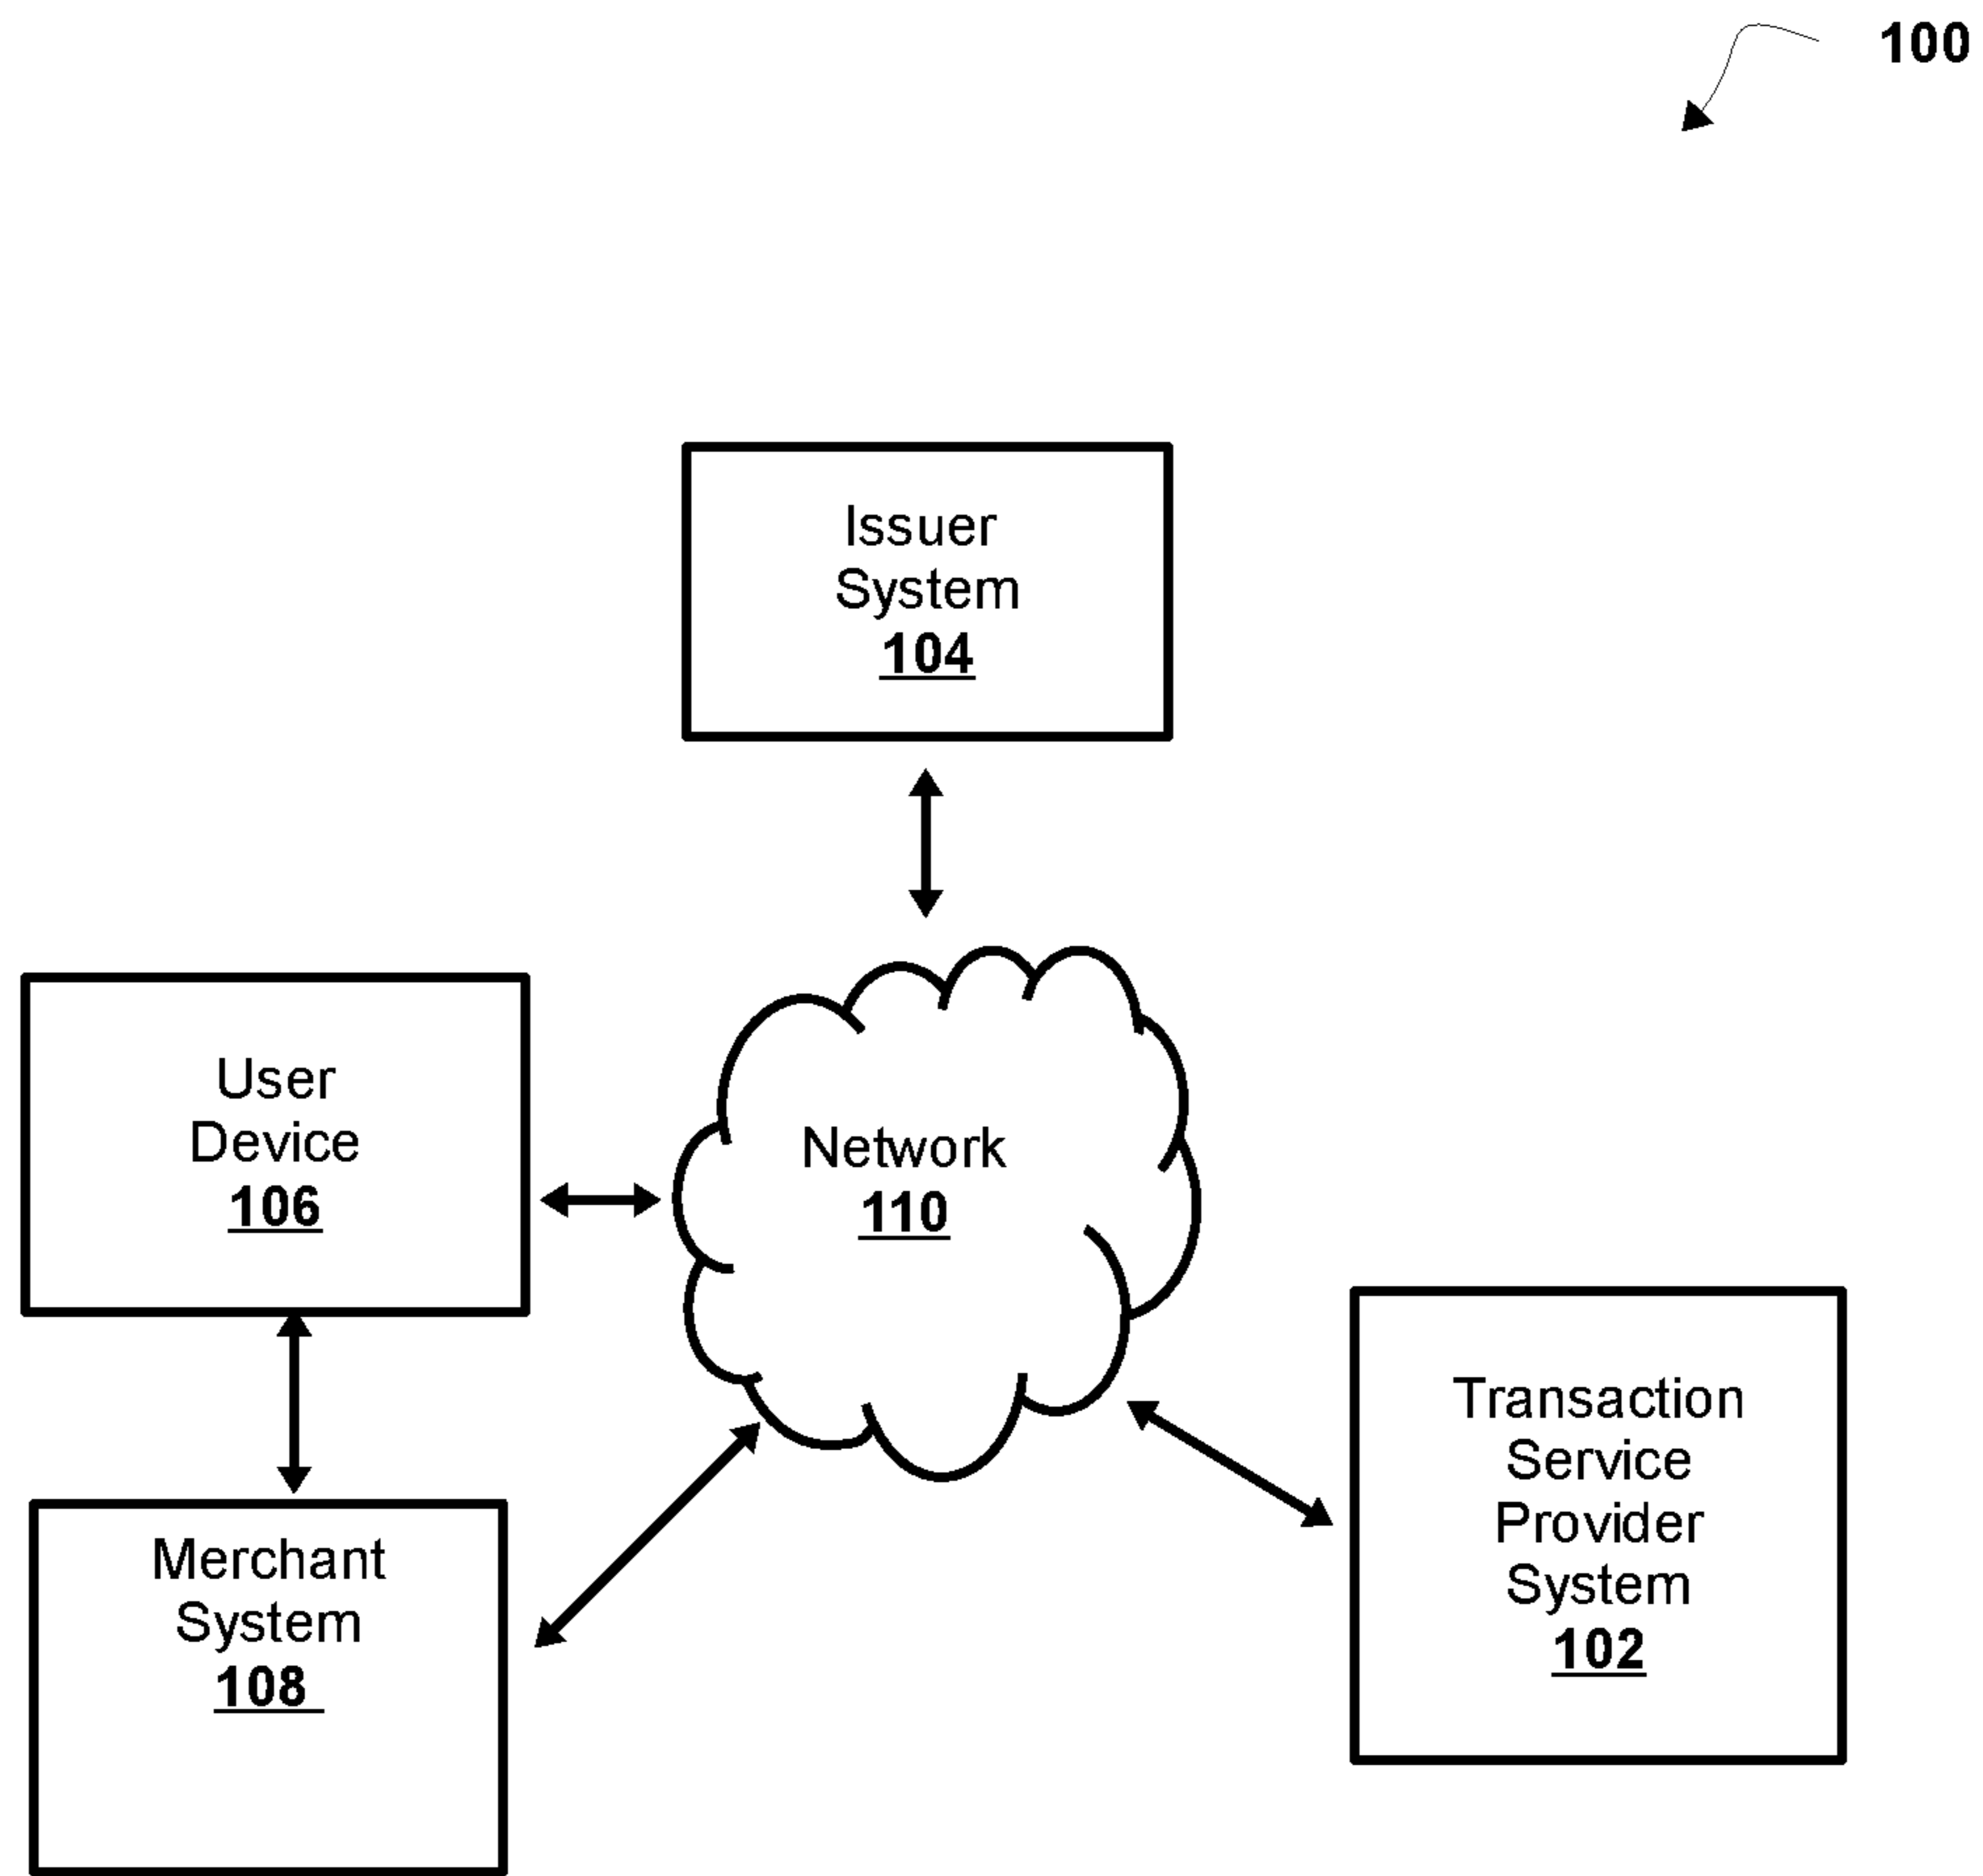 100
Issuer
System
104
User
Device
106
Network
110
Transaction
Service
Provider
System
102
Merchant
System
108